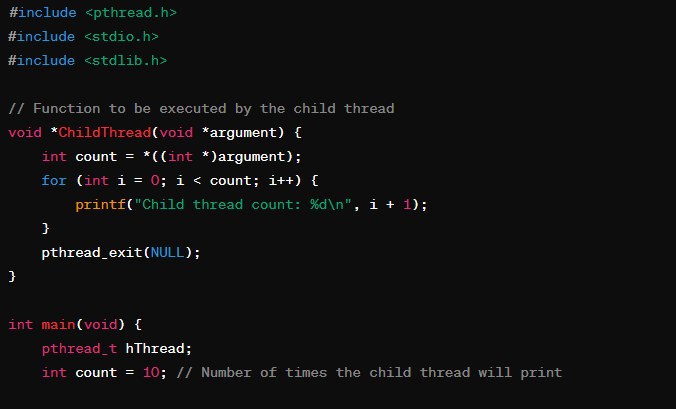 #include <pthread.h>
#include <stdio.h>
#include <stdlib.h>
// Function to be executed by the child thread
void *ChildThread(void *argument) {
int count = *((int *)argument);
for (int i = 0; i < count; i++) {
printf("Child thread count: %d\n", i + 1);
}
pthread_exit(NULL);
}
int main(void) {
pthread_t hThread;
int count = 10; // Number of times the child thread will print